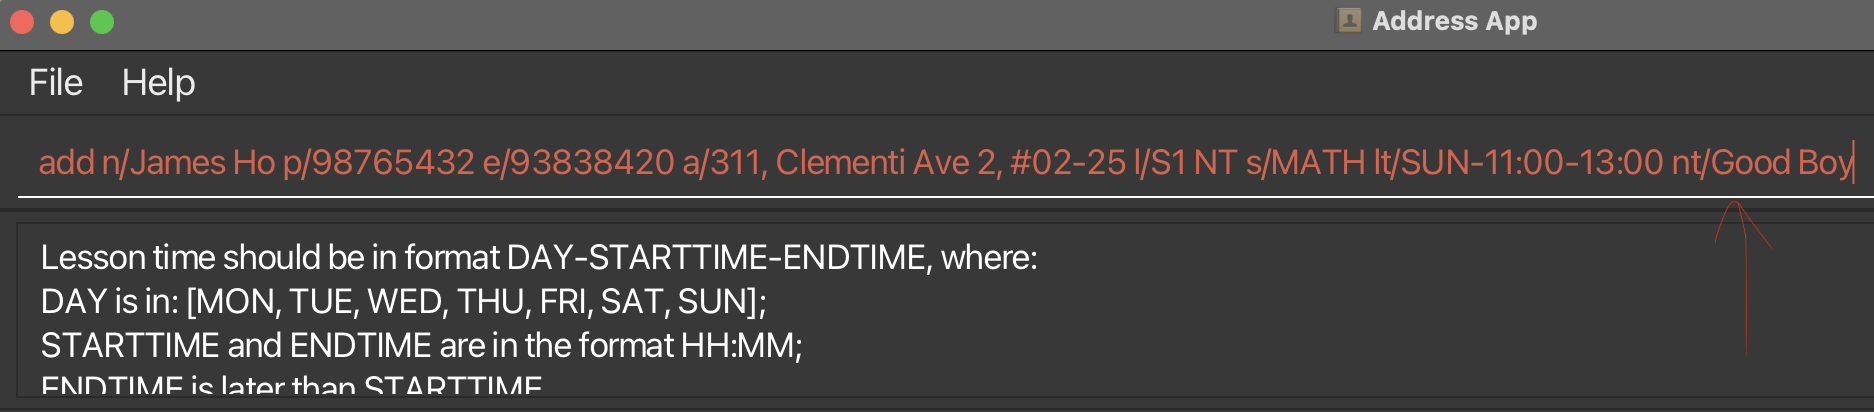 Address App
File Help
add n/James Ho p/98765432 e/93838420 a/311, Clementi Ave 2, #02-25 l/S1 NT s/MATH lt/SUN-11:00-13:00 nt/Good Boy
Lesson time should be in format DAY-STARTTIME-ENDTIME, where:
DAY is in: [MON, TUE, WED, THU, FRI, SAT, SUN];
STARTTIME and ENDTIME are in the format HH:MM;
ENDTIME is later than STARTTIME